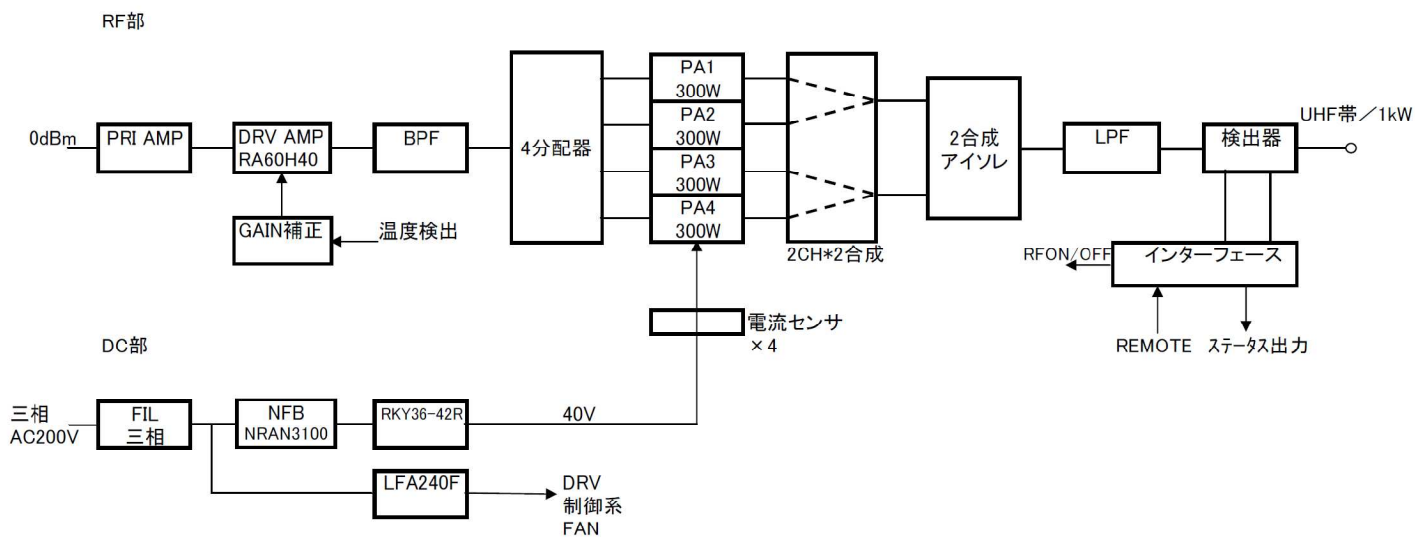 RF部
0dBm
PRI AMP
DRV AMP
RA60H40
BPF
GAIN補正
温度検出
4分配器
PA1
300W
PA2
300W
PA3
300W
PA4
300W
2CH*2合成
2合成
アイソレ
LPF
検出器
UHF帯/1kW
インターフェース
RFON/OFF
REMOTE
ステータス出力
電流センサ
×4
DC部
三相
AC200V
FIL
三相
NFB
NRAN3100
RKY36-42R
40V
LFA240F
DRV
制御系
FAN